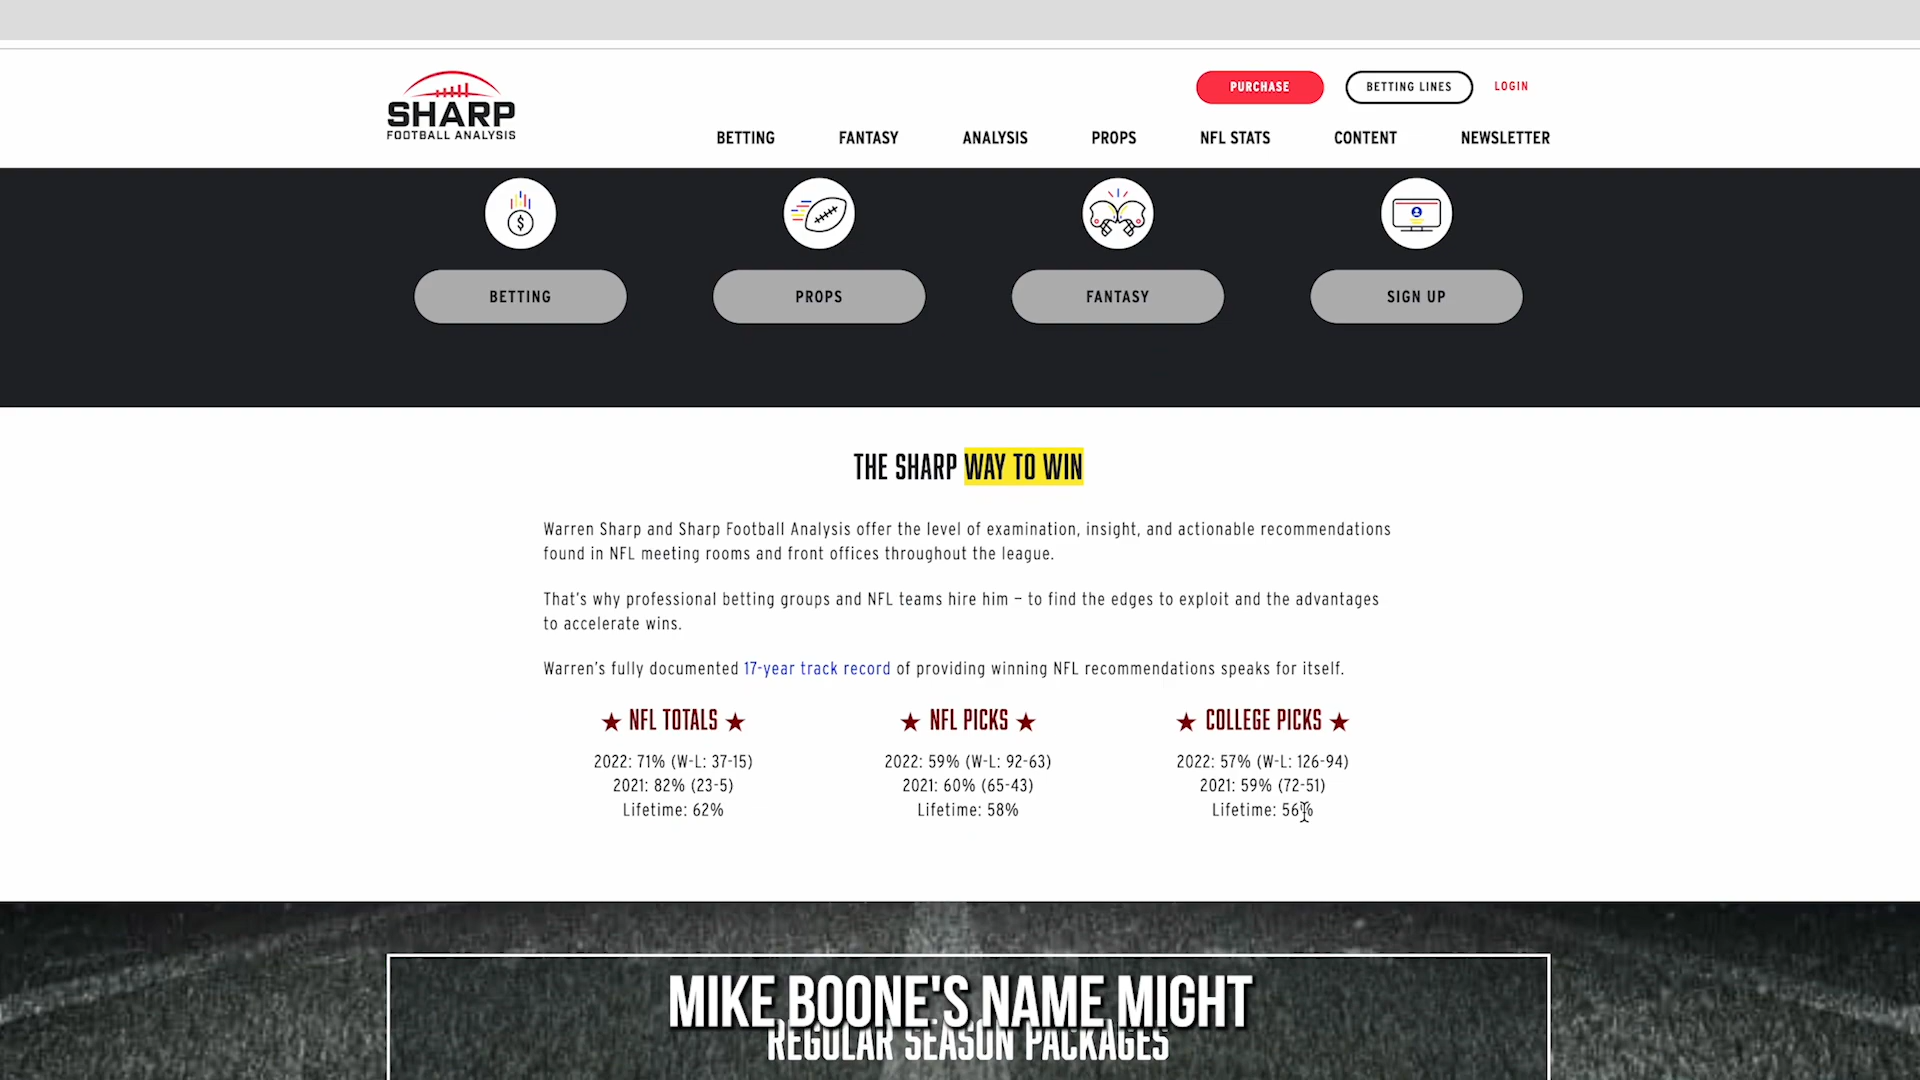 SHARP
FOOTBALL ANALYSIS
PURCHASE
BETTING LINES
LOGIN
BETTING
FANTASY
ANALYSIS
PROPS
NFL STATS
CONTENT
NEWSLETTER
$
BETTING
PROPS
FANTASY
SIGN UP
THE SHARP WAY TO WIN
Warren Sharp and Sharp Football Analysis offer the level of examination, insight, and actionable recommendations
found in NFL meeting rooms and front offices throughout the league.
That's why professional betting groups and NFL teams hire him – to find the edges to exploit and the advantages
to accelerate wins.
Warren's fully documented 17-year track record of providing winning NFL recommendations speaks for itself.
★ NFL TOTALS ★
2022: 71% (W-L: 37-15)
2021: 82% (23-5)
Lifetime: 62%
★ NFL PICKS ★
2022: 59% (W-L: 92-63)
2021: 60% (65-43)
Lifetime: 58%
★ COLLEGE PICKS ★
2022: 57% (W-L: 126-94)
2021: 59% (72-51)
Lifetime: 56%
MIKE BOONE'S NAME MIGHT
REGULAR SEASON PACKAGES